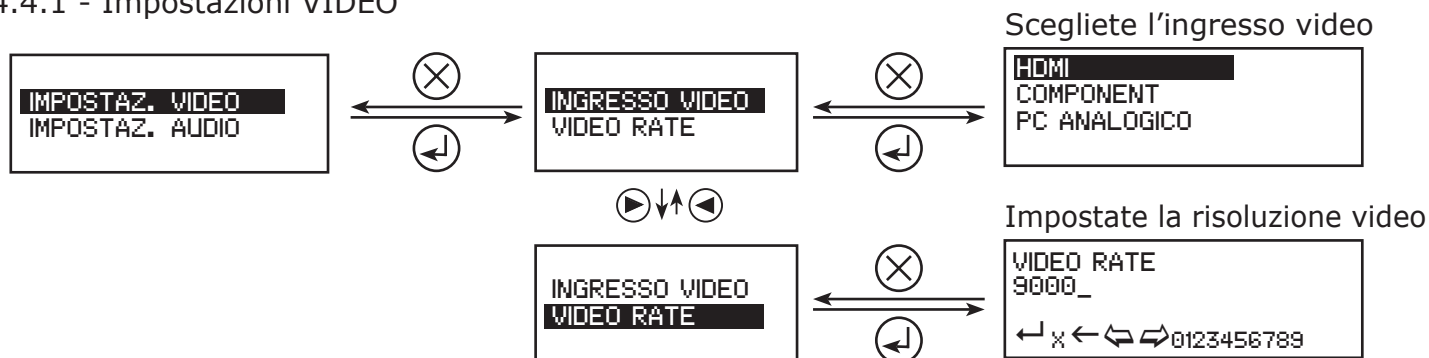 4.4.1 - Impostazioni VIDEO
Scegliete l'ingresso video
IMPOSTAZ. VIDEO
IMPOSTAZ. AUDIO
INGRESSO VIDEO
VIDEO RATE
HDMI
COMPONENT
PC ANALOGICO
Impostate la risoluzione video
INGRESSO VIDEO
VIDEO RATE
VIDEO RATE
9000_
↵ x ← ⇦ ⇨0123456789